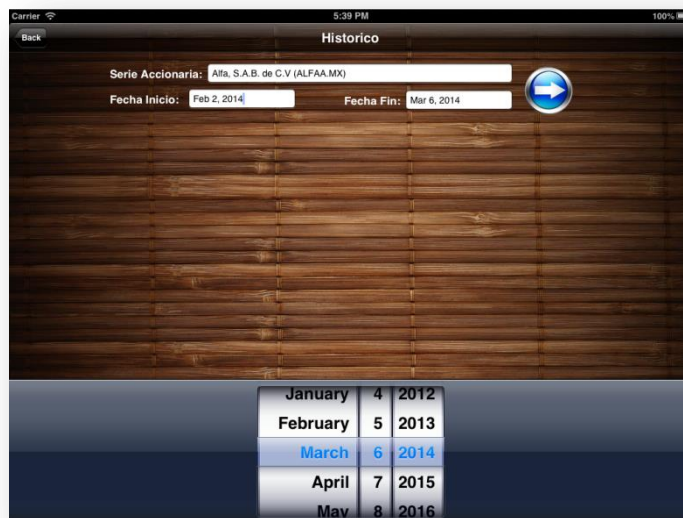 Carrier 5:39 PM 100%
Back Historico
Serie Accionaria: Alfa, S.A.B. de C.V (ALFAA.MX)
Fecha Inicio: Feb 2, 2014 Fecha Fin: Mar 6, 2014
January 4 2012
February 5 2013
March 6 2014
April 7 2015
May 8 2016